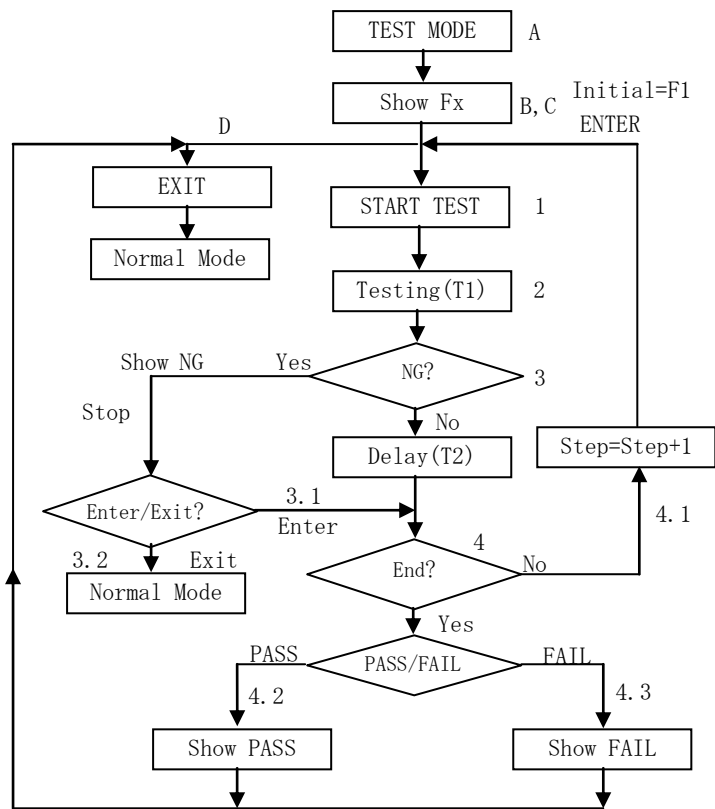 TEST MODE
A
Show Fx
B,C
Initial=F1
ENTER
D
EXIT
START TEST
1
Normal Mode
Testing(T1)
2
Show NG
Yes
NG?
3
Stop
No
Delay(T2)
Step=Step+1
Enter/Exit?
3.1
Enter
4.1
4
3.2
Exit
End?
No
Normal Mode
Yes
PASS
PASS/FAIL
FAIL
4.2
4.3
Show PASS
Show FAIL